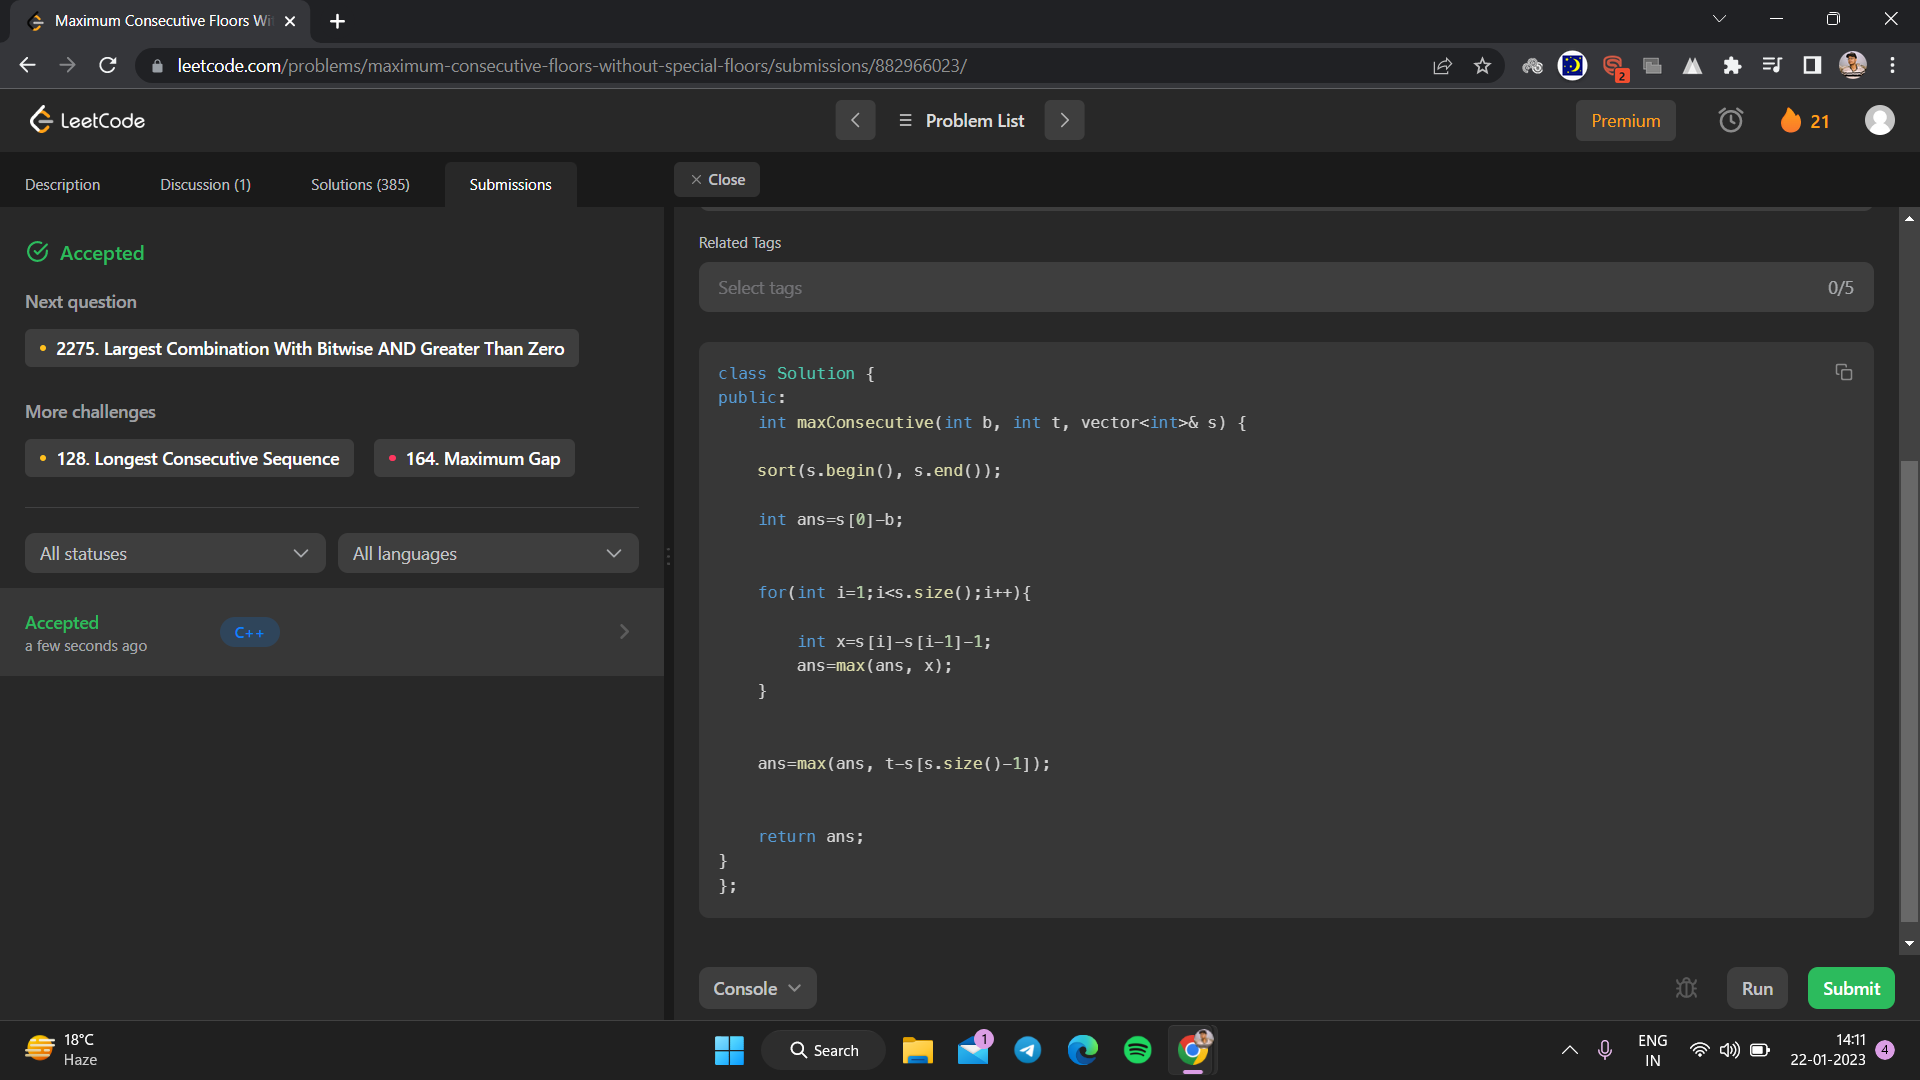 Maximum Consecutive Floors Wi
leetcode.com/problems/maximum-consecutive-floors-without-special-floors/submissions/882966023/
2
LeetCode
Problem List
Premium
21
Description
Discussion (1)
Solutions (385)
Submissions
Close
Accepted
Next question
2275. Largest Combination With Bitwise AND Greater Than Zero
More challenges
128. Longest Consecutive Sequence
164. Maximum Gap
All statuses
All languages
Accepted
a few seconds ago
C++
Related Tags
Select tags
0/5
class Solution {
public:
    int maxConsecutive(int b, int t, vector<int>& s) {
    sort(s.begin(), s.end());
    int ans=s[0]-b;
    for(int i=1;i<s.size();i++){
        int x=s[i]-s[i-1]-1;
        ans=max(ans, x);
    }
    ans=max(ans, t-s[s.size()-1]);
    return ans;
}
};
Console
Run
Submit
18°C
Haze
Search
1
ENG
IN
14:11
22-01-2023
4